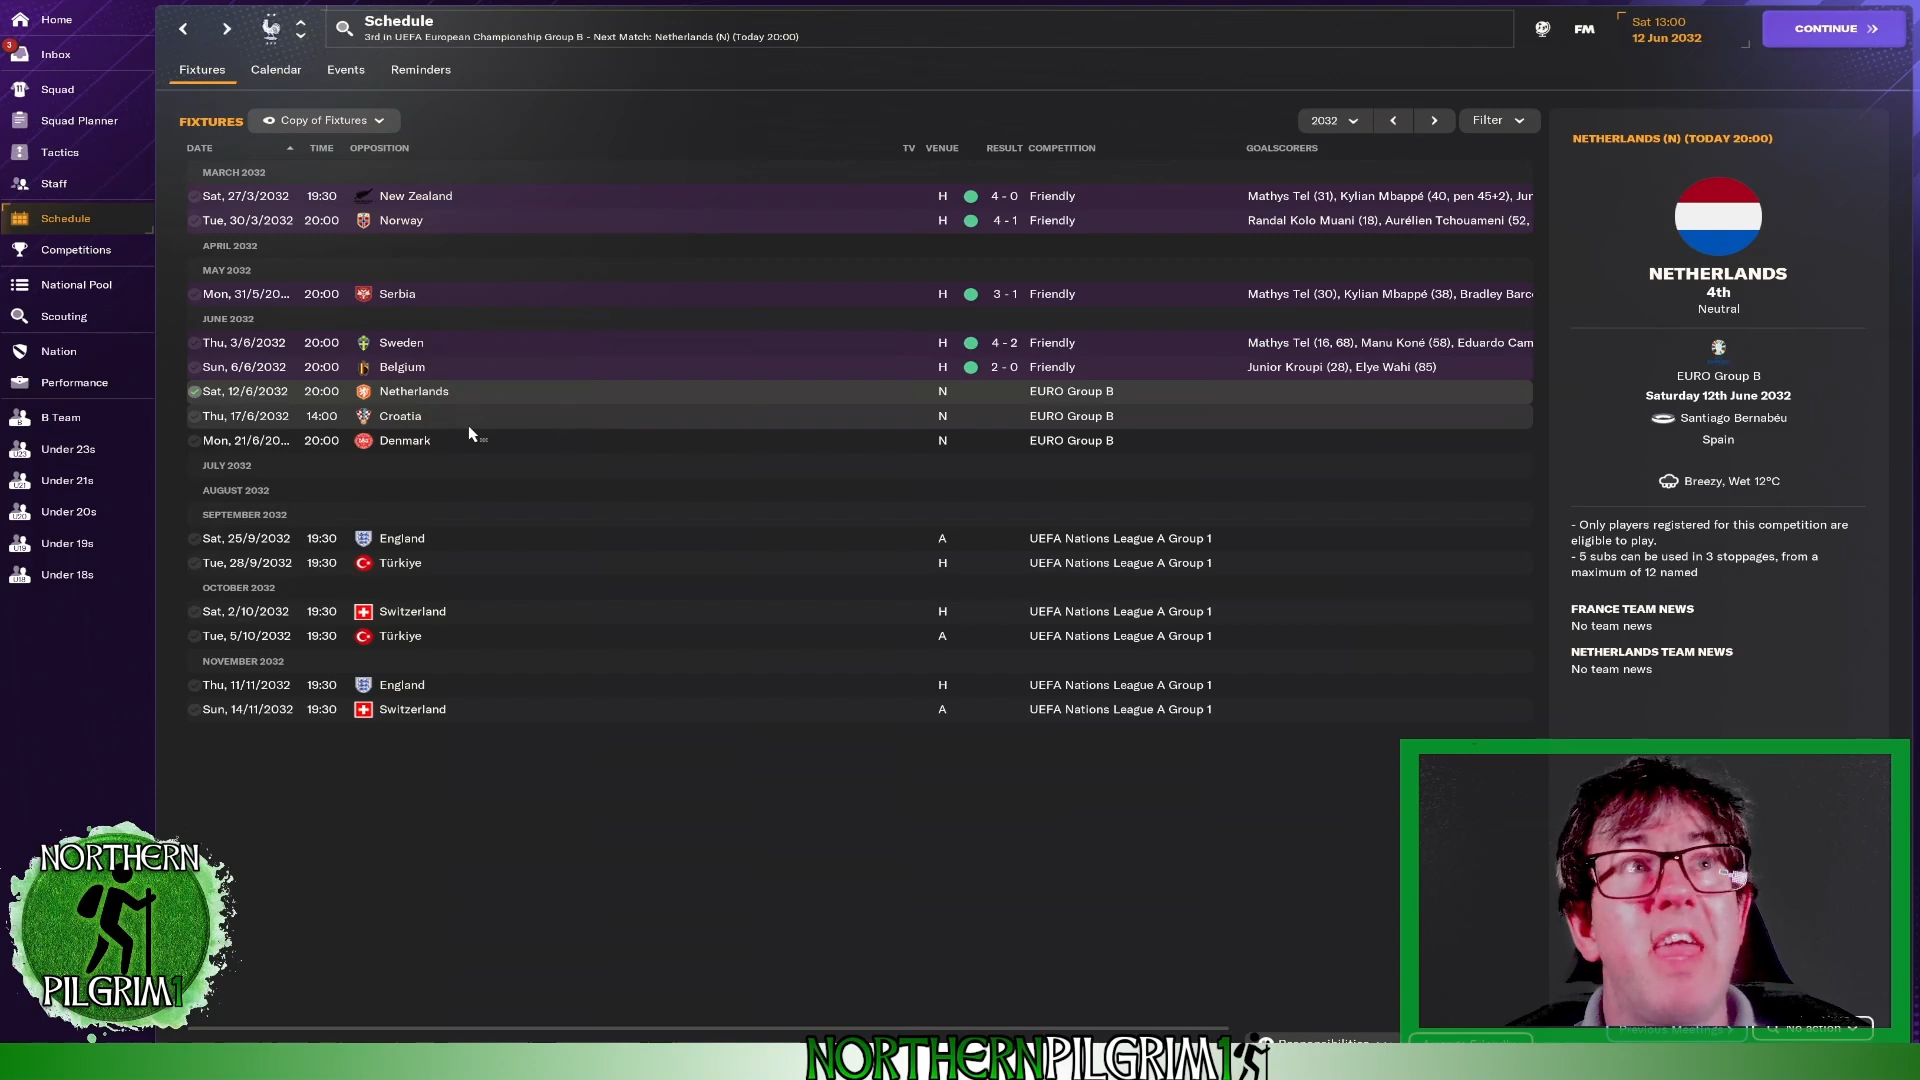 Home
Schedule
3rd in UEFA European Championship Group B - Next Match: Netherlands (N) (Today 20:00)
FM
Sat 13:00
12 Jun 2032
CONTINUE
3
Inbox
Fixtures Calendar Events Reminders
Squad
Squad Planner
Tactics
Staff
Schedule
Competitions
National Pool
Scouting
Nation
Performance
B Team
Under 23s
Under 21s
Under 20s
Under 19s
Under 18s
FIXTURES Copy of Fixtures 2032 Filter
DATE TIME OPPOSITION TV VENUE RESULT COMPETITION GOALSCORERS
MARCH 2032
Sat, 27/3/2032 19:30 New Zealand H 4 - 0 Friendly Mathys Tel (31), Kylian Mbappé (40, pen 45+2), Jur
Tue, 30/3/2032 20:00 Norway H 4 - 1 Friendly Randal Kolo Muani (18), Aurélien Tchouameni (52,
APRIL 2032
MAY 2032
Mon, 31/5/20... 20:00 Serbia H 3 - 1 Friendly Mathys Tel (30), Kylian Mbappé (38), Bradley Barc
JUNE 2032
Thu, 3/6/2032 20:00 Sweden H 4 - 2 Friendly Mathys Tel (16, 68), Manu Koné (58), Eduardo Cam
Sun, 6/6/2032 20:00 Belgium H 2 - 0 Friendly Junior Kroupi (28), Elye Wahi (85)
Sat, 12/6/2032 20:00 Netherlands N EURO Group B
Thu, 17/6/2032 14:00 Croatia N EURO Group B
Mon, 21/6/20... 20:00 Denmark N EURO Group B
JULY 2032
AUGUST 2032
SEPTEMBER 2032
Sat, 25/9/2032 19:30 England A UEFA Nations League A Group 1
Tue, 28/9/2032 19:30 Türkiye H UEFA Nations League A Group 1
OCTOBER 2032
Sat, 2/10/2032 19:30 Switzerland H UEFA Nations League A Group 1
Tue, 5/10/2032 19:30 Türkiye A UEFA Nations League A Group 1
NOVEMBER 2032
Thu, 11/11/2032 19:30 England H UEFA Nations League A Group 1
Sun, 14/11/2032 19:30 Switzerland A UEFA Nations League A Group 1
NETHERLANDS (N) (TODAY 20:00)
NETHERLANDS
4th
Neutral
EURO Group B
Saturday 12th June 2032
Santiago Bernabéu
Spain
Breezy, Wet 12°C
- Only players registered for this competition are
eligible to play.
- 5 subs can be used in 3 stoppages, from a
maximum of 12 named
FRANCE TEAM NEWS
No team news
NETHERLANDS TEAM NEWS
No team news
NORTHERN
PILGRIM1
Previous Meetings
No action
NORTHERNPILGRIM1